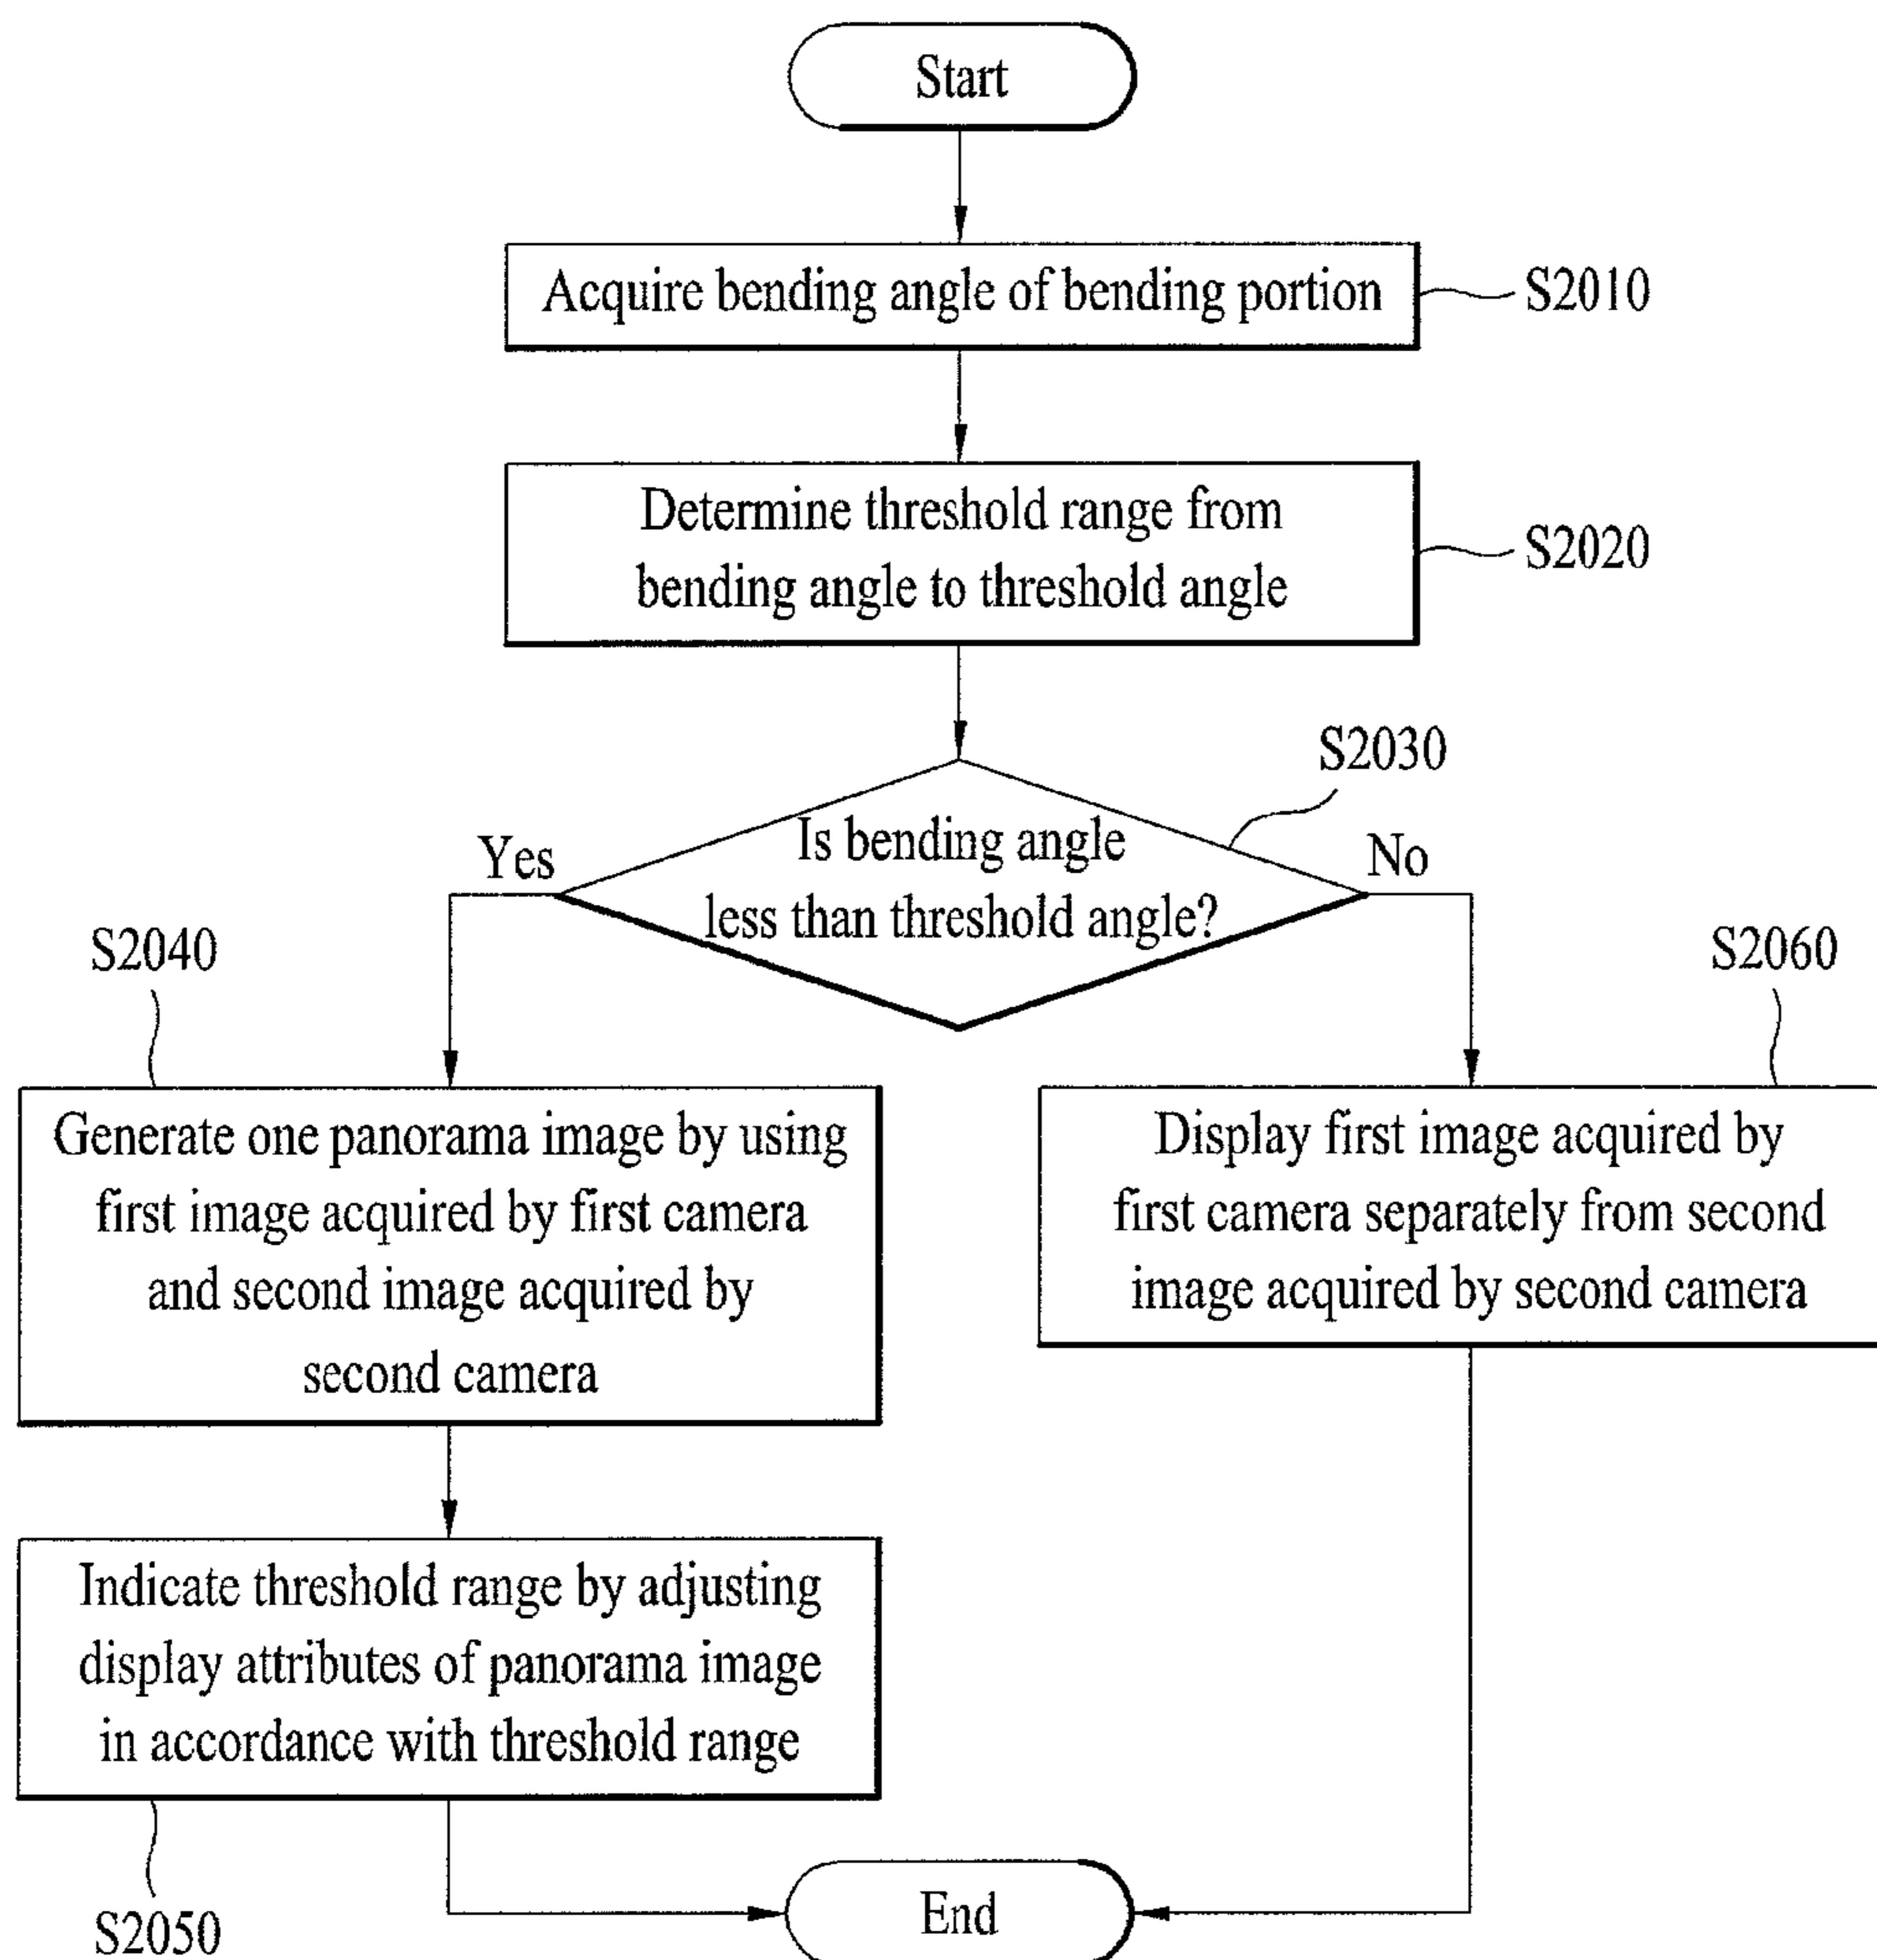 Start
Acquire bending angle of bending portion
S2010
Determine threshold range from
bending angle to threshold angle
S2020
S2030
Is bending angle
less than threshold angle?
Yes
No
S2040
S2060
Generate one panorama image by using
first image acquired by first camera
and second image acquired by
second camera
Display first image acquired by
first camera separately from second
image acquired by second camera
Indicate threshold range by adjusting
display attributes of panorama image
in accordance with threshold range
S2050
End